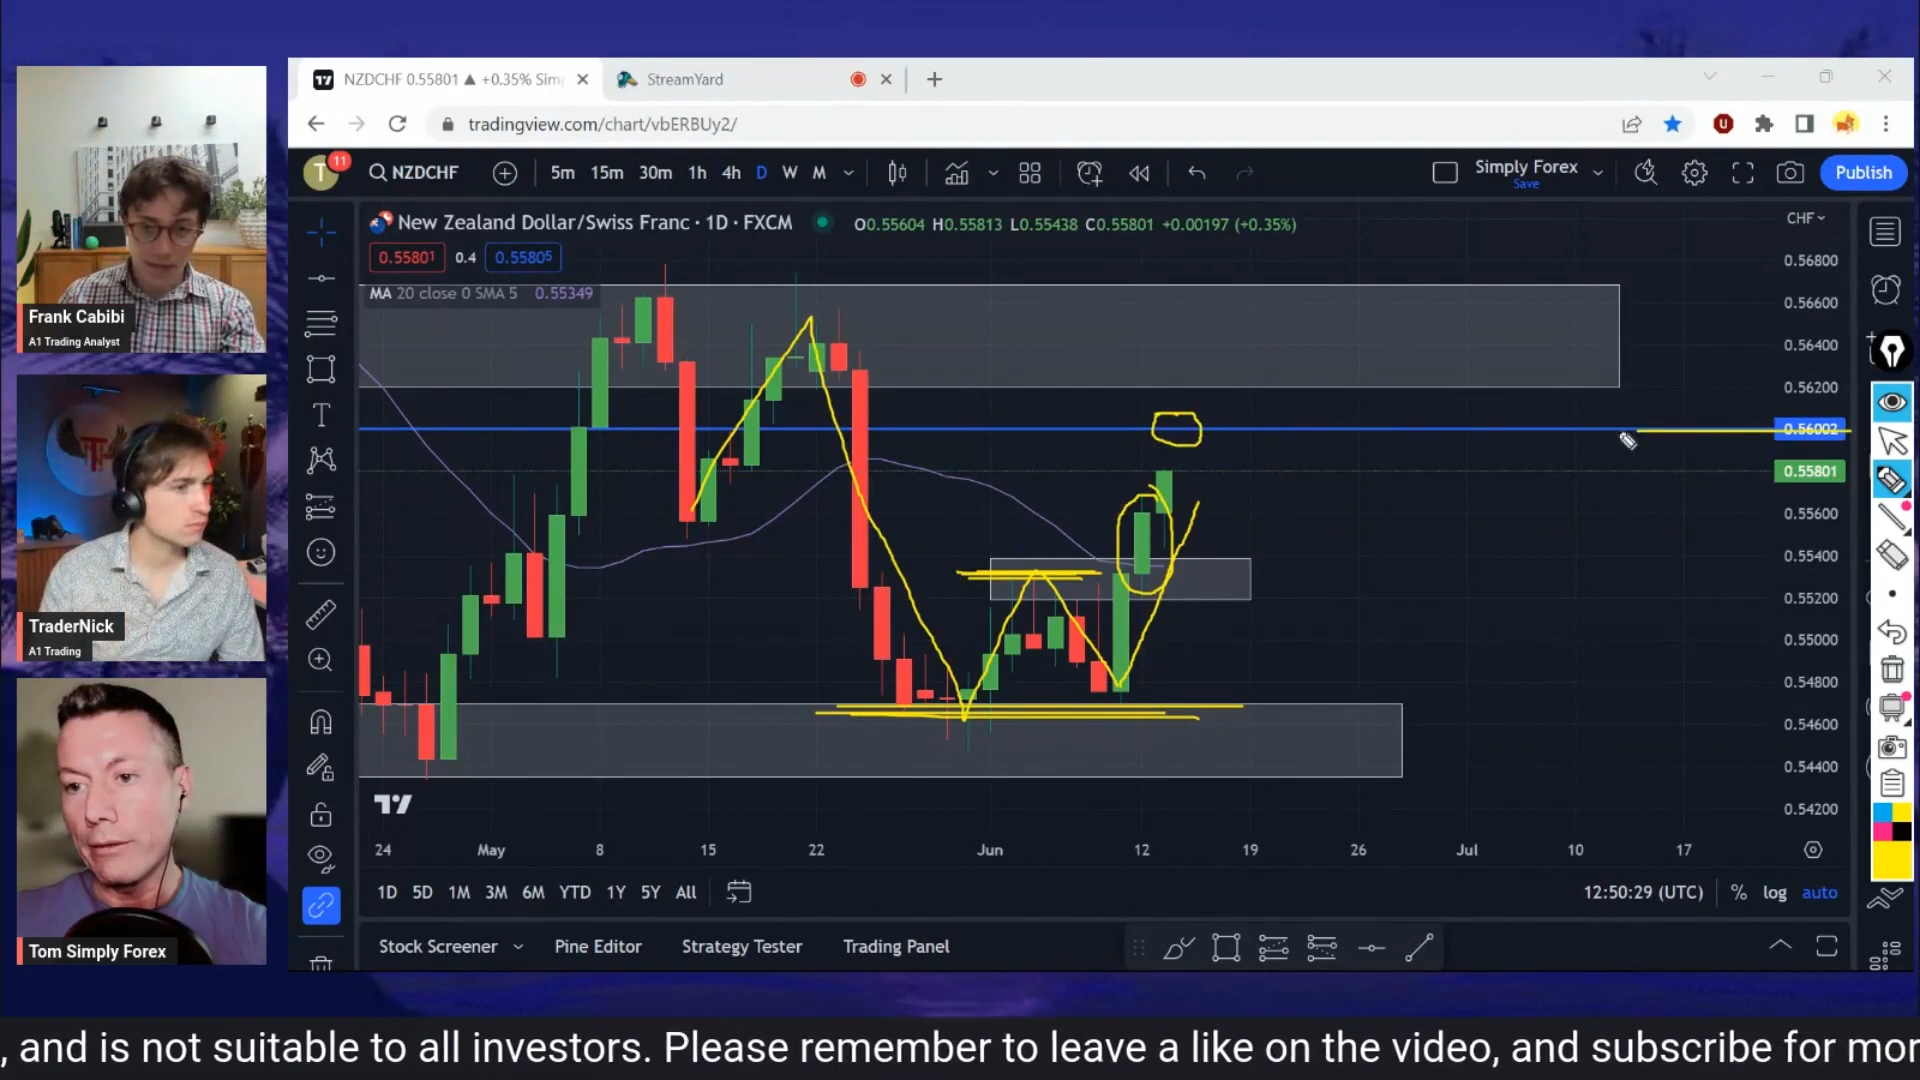 NZDCHF 0.55801 ▲ +0.35% Sim
StreamYard
tradingview.com/chart/vbERBUy2/
T 11
NZDCHF
5m 15m 30m 1h 4h D W M
Simply Forex
Save
Publish
New Zealand Dollar/Swiss Franc · 1D · FXCM
O0.55604 H0.55813 L0.55438 C0.55801 +0.00197 (+0.35%)
CHF
0.55801 0.4 0.55805
MA 20 close 0 SMA 5 0.55349
0.56800
0.56600
0.56400
0.56200
0.56002
0.55801
0.55600
0.55400
0.55200
0.55000
0.54800
0.54600
0.54400
0.54200
24 May 8 15 22 Jun 12 19 26 Jul 10 17
1D 5D 1M 3M 6M YTD 1Y 5Y All
12:50:29 (UTC) % log auto
Stock Screener Pine Editor Strategy Tester Trading Panel
Frank Cabibi
A1 Trading Analyst
TraderNick
A1 Trading
Tom Simply Forex
, and is not suitable to all investors. Please remember to leave a like on the video, and subscribe for mor